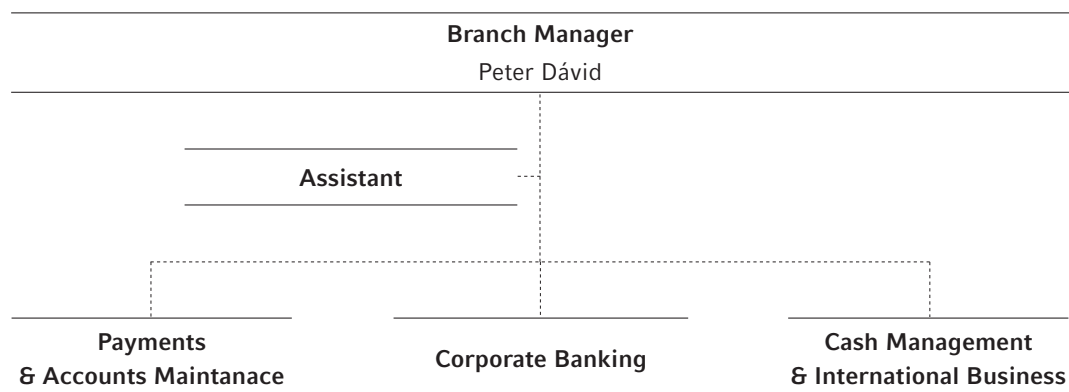 Branch Manager
Peter Dávid
Assistant
Payments
& Accounts Maintanace
Corporate Banking
Cash Management
& International Business